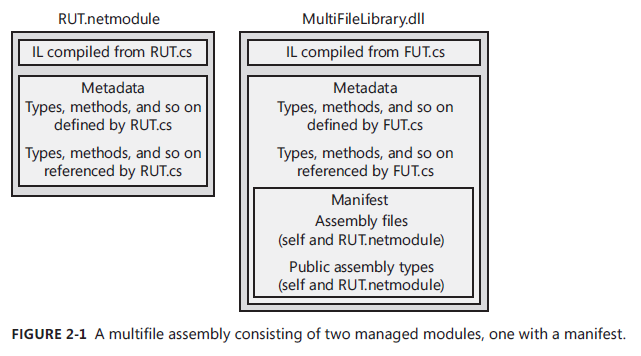 RUT.netmodule
IL compiled from RUT.cs
Metadata
Types, methods, and so on
defined by RUT.cs
Types, methods, and so on
referenced by RUT.cs
MultiFileLibrary.dll
IL compiled from FUT.cs
Metadata
Types, methods, and so on
defined by FUT.cs
Types, methods, and so on
referenced by FUT.cs
Manifest
Assembly files
(self and RUT.netmodule)
Public assembly types
(self and RUT.netmodule)
FIGURE 2-1 A multifile assembly consisting of two managed modules, one with a manifest.